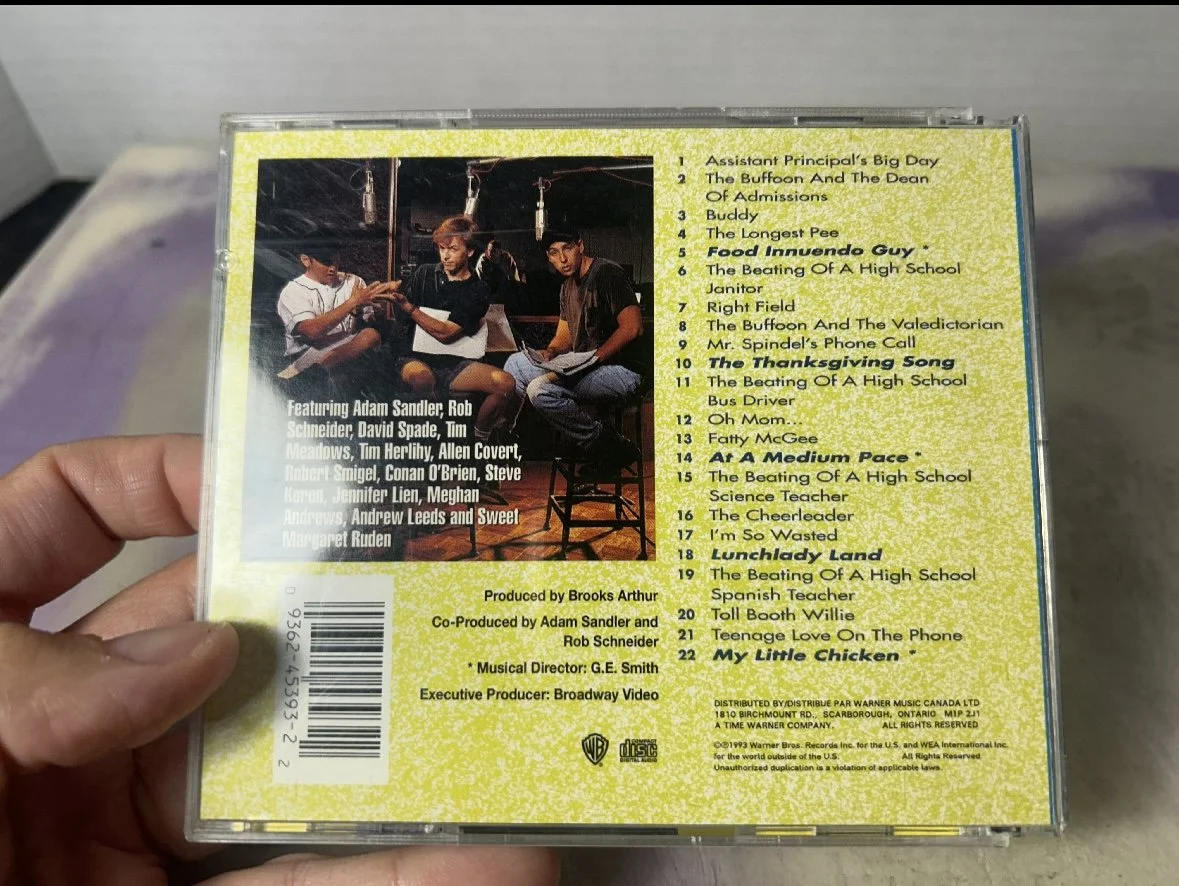 Featuring Adam Sandler, Rob
Schneider, David Spade, Tim
Meadows, Tim Herlihy, Allen Covert,
Robert Smigel, Conan O'Brien, Steve
Koren, Jennifer Lien, Meghan
Andrews, Andrew Leeds and Sweet
Margaret Ruden
0 9362-45393-2 2
Produced by Brooks Arthur
Co-Produced by Adam Sandler and
Rob Schneider
* Musical Director: G.E. Smith
Executive Producer: Broadway Video
WB
COMPACT
disc
DIGITAL AUDIO
1 Assistant Principal's Big Day
2 The Buffoon And The Dean
Of Admissions
3 Buddy
4 The Longest Pee
5 Food Innuendo Guy *
6 The Beating Of A High School
Janitor
7 Right Field
8 The Buffoon And The Valedictorian
9 Mr. Spindel's Phone Call
10 The Thanksgiving Song
11 The Beating Of A High School
Bus Driver
12 Oh Mom...
13 Fatty McGee
14 At A Medium Pace *
15 The Beating Of A High School
Science Teacher
16 The Cheerleader
17 I'm So Wasted
18 Lunchlady Land
19 The Beating Of A High School
Spanish Teacher
20 Toll Booth Willie
21 Teenage Love On The Phone
22 My Little Chicken *
DISTRIBUTED BY/DISTRIBUE PAR WARNER MUSIC CANADA LTD
1810 BIRCHMOUNT RD., SCARBOROUGH, ONTARIO M1P 2J1
A TIME WARNER COMPANY. ALL RIGHTS RESERVED
©℗1993 Warner Bros. Records Inc. for the U.S. and WEA International Inc.
for the world outside of the U.S. All Rights Reserved
Unauthorized duplication is a violation of applicable laws.
21